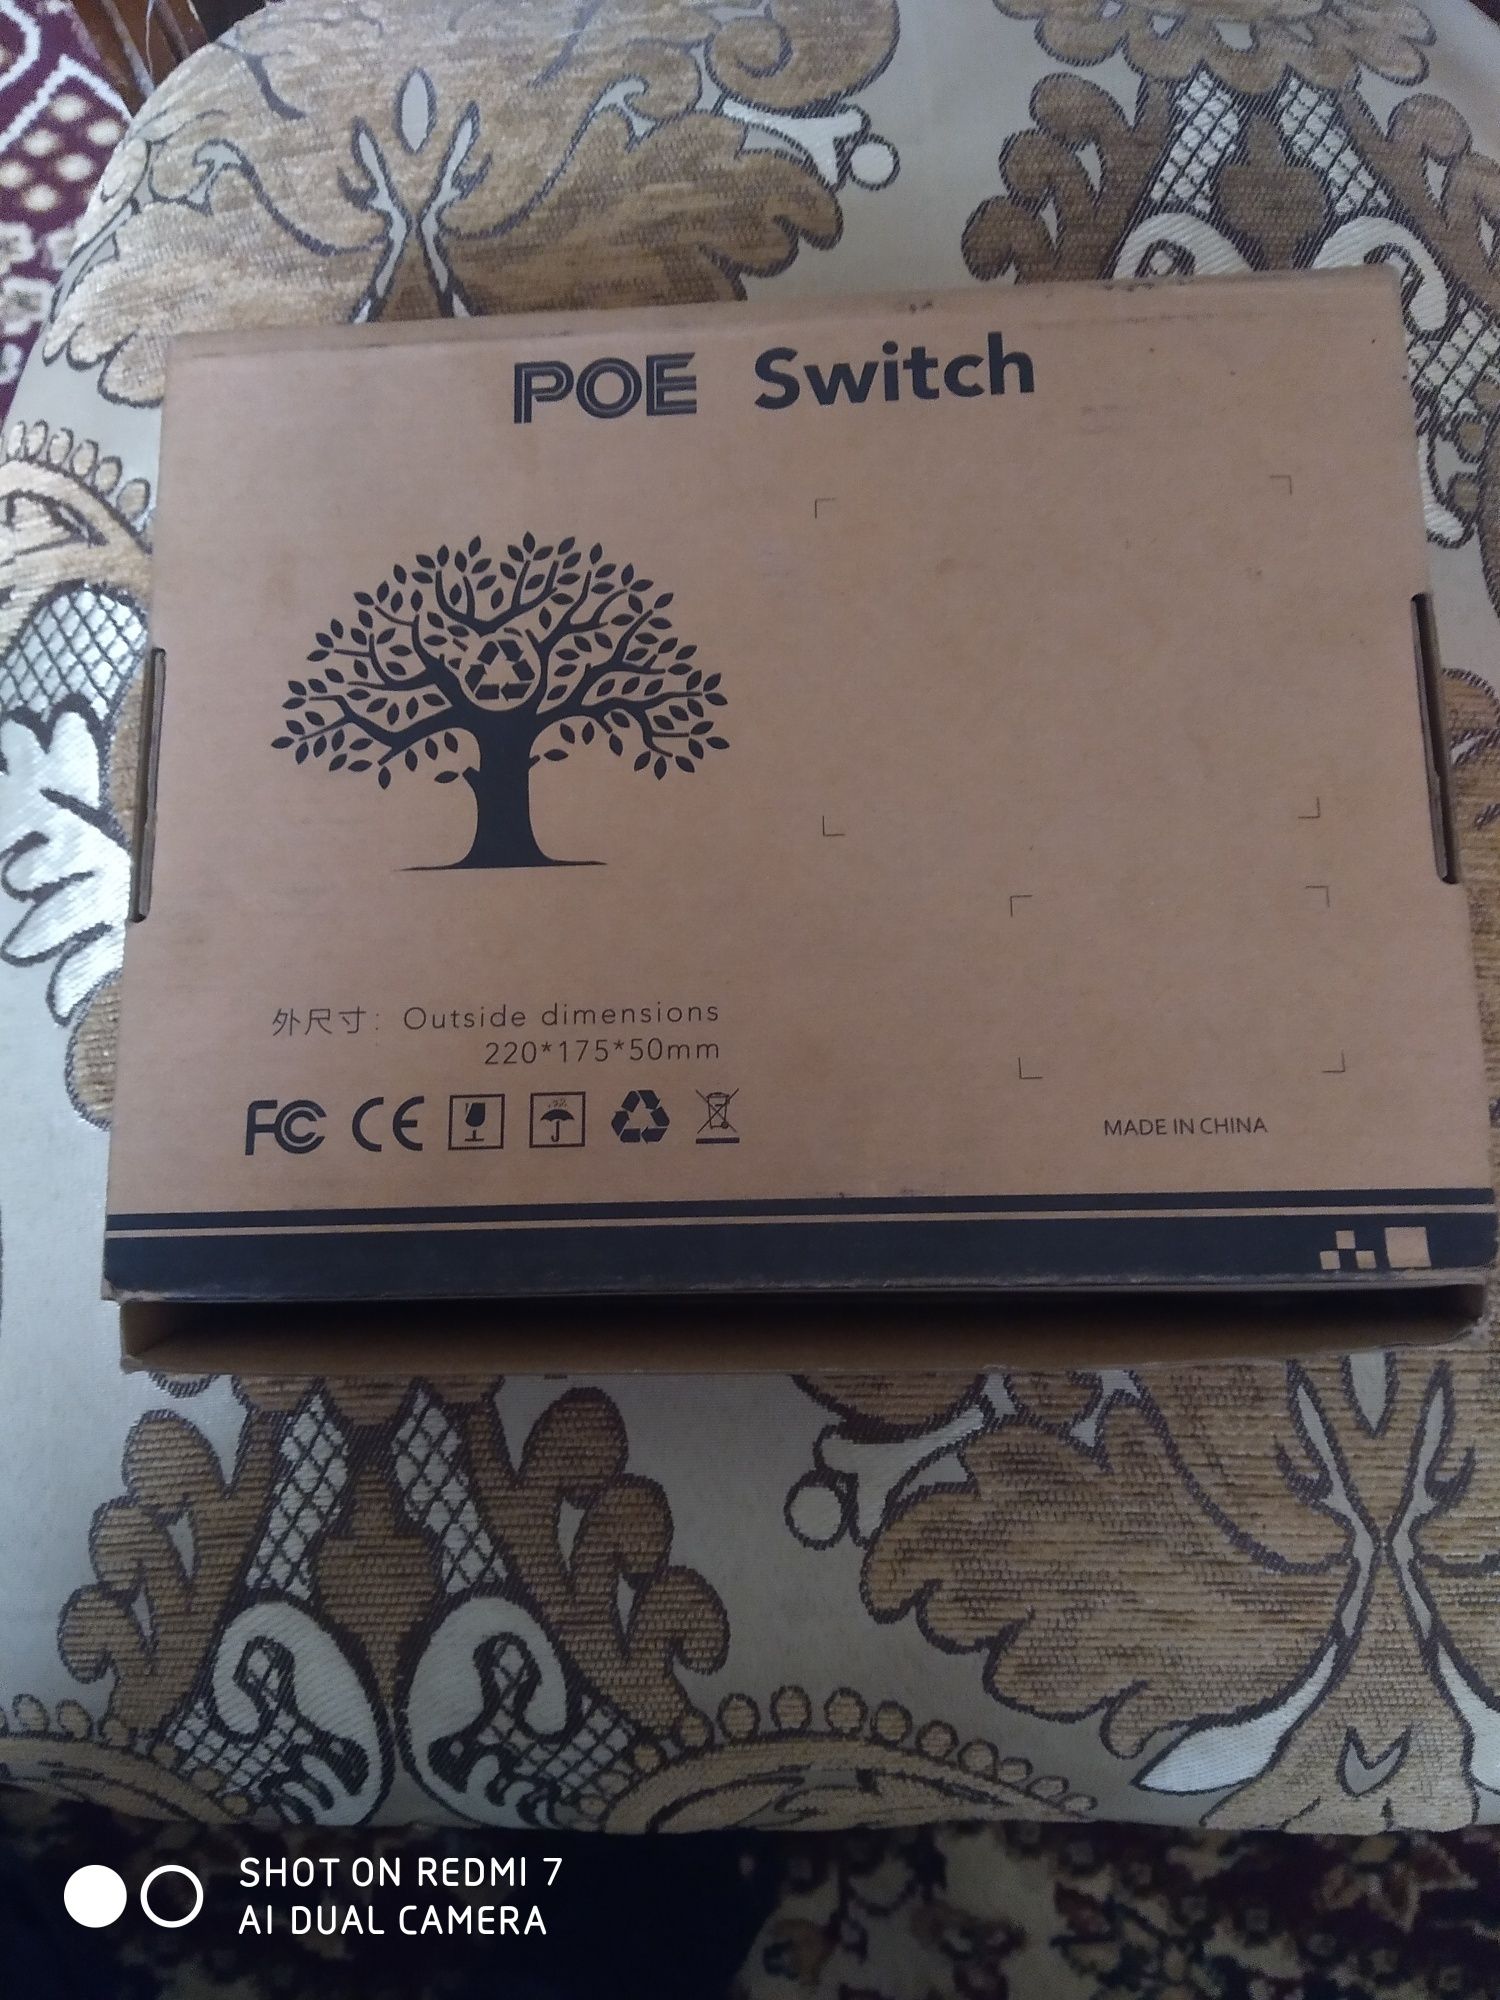 POE Switch
外尺寸: Outside dimensions
220*175*50mm
FC CE
MADE IN CHINA
SHOT ON REDMI 7
AI DUAL CAMERA